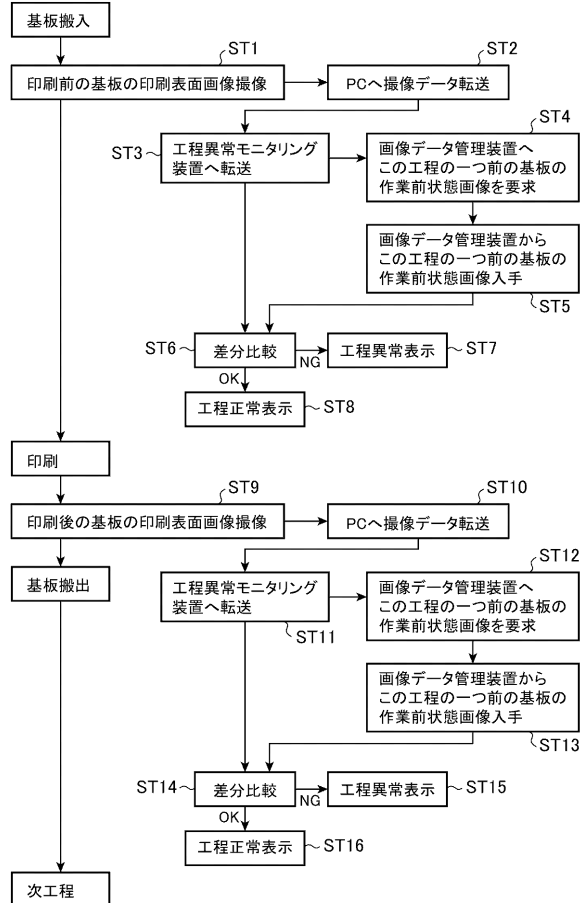 基板搬入
ST1
印刷前の基板の印刷表面画像撮像
ST2
PCへ撮像データ転送
ST3
工程異常モニタリング
装置へ転送
ST4
画像データ管理装置へ
この工程の一つ前の基板の
作業前状態画像を要求
画像データ管理装置から
この工程の一つ前の基板の
作業前状態画像入手
ST5
ST6
差分比較
NG
工程異常表示
ST7
OK
工程正常表示
ST8
印刷
ST9
印刷後の基板の印刷表面画像撮像
ST10
PCへ撮像データ転送
基板搬出
工程異常モニタリング
装置へ転送
ST11
ST12
画像データ管理装置へ
この工程の一つ前の基板の
作業前状態画像を要求
画像データ管理装置から
この工程の一つ前の基板の
作業前状態画像入手
ST13
ST14
差分比較
NG
工程異常表示
ST15
OK
工程正常表示
ST16
次工程